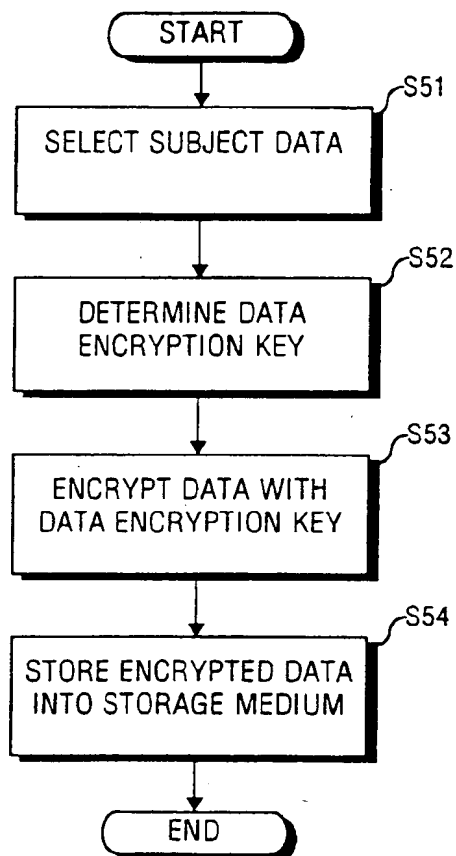 START
S51
SELECT SUBJECT DATA
S52
DETERMINE DATA
ENCRYPTION KEY
S53
ENCRYPT DATA WITH
DATA ENCRYPTION KEY
S54
STORE ENCRYPTED DATA
INTO STORAGE MEDIUM
END